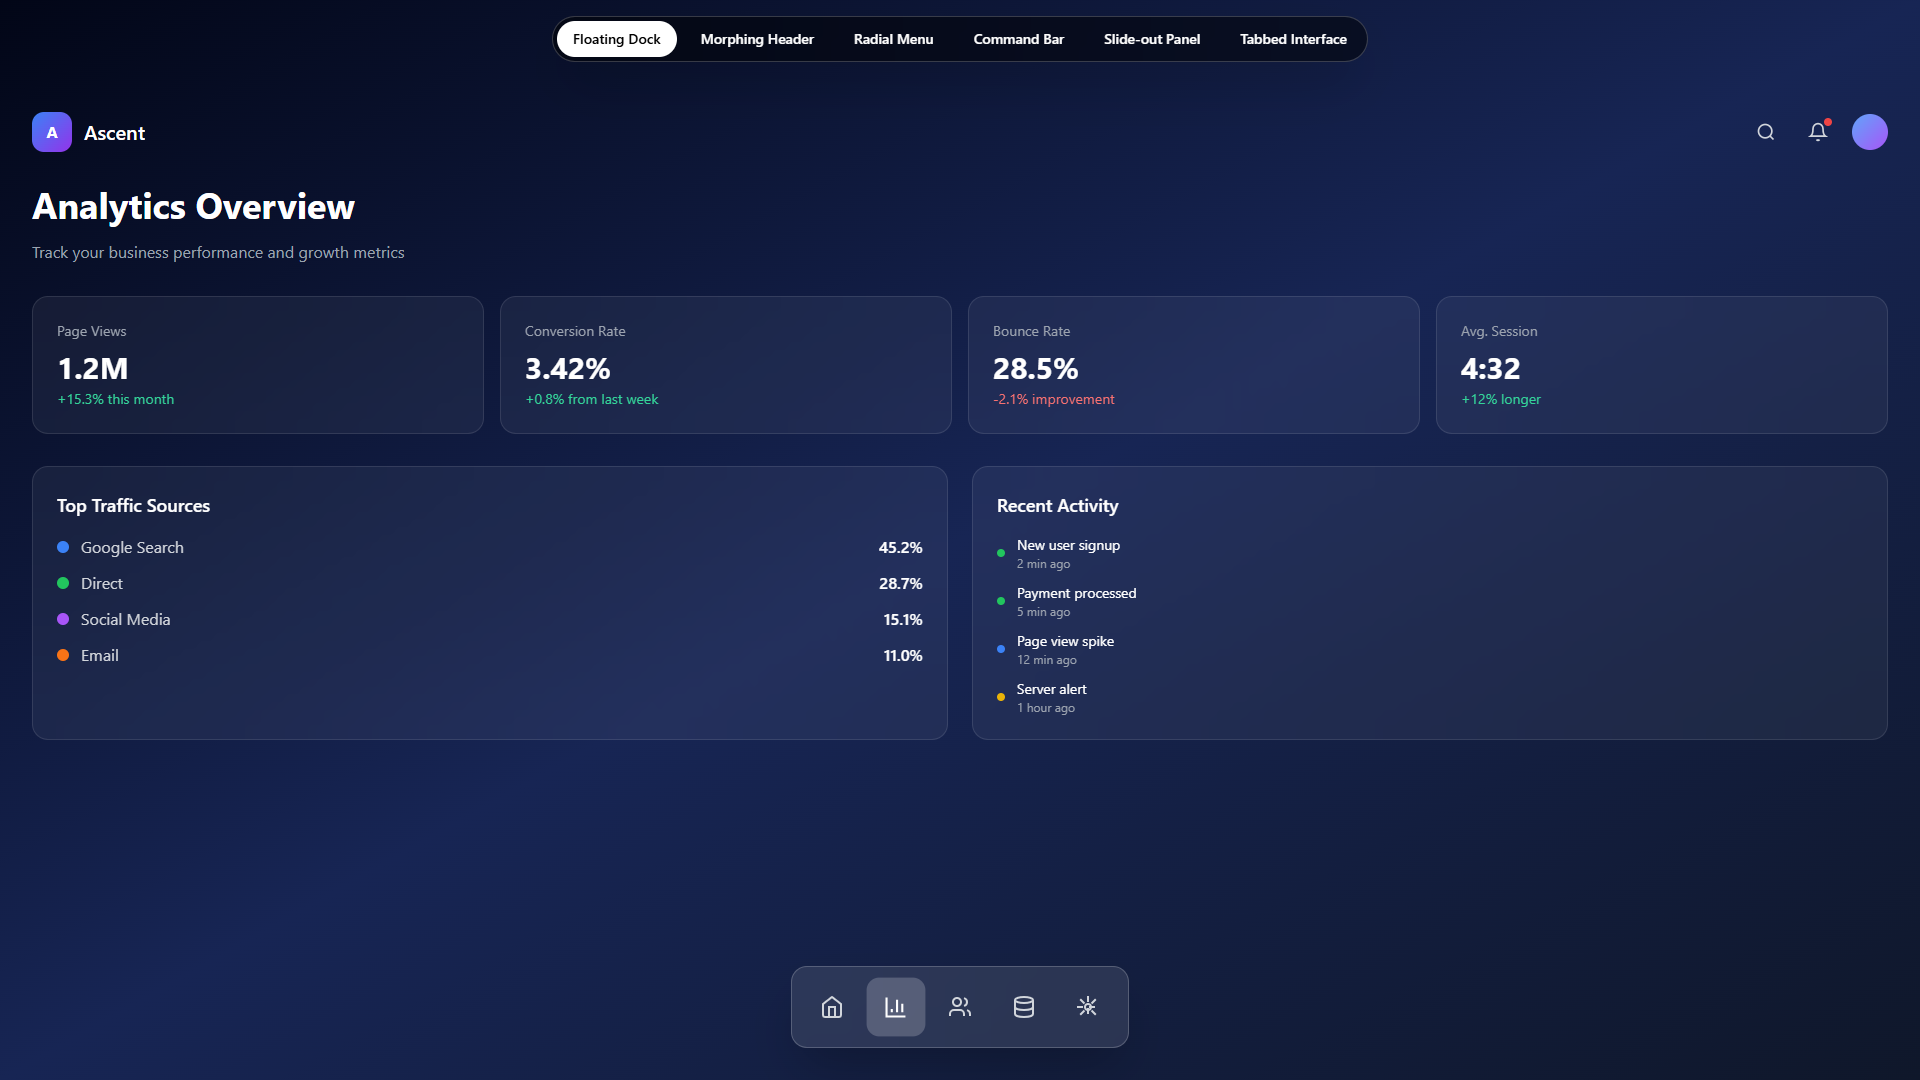 Floating Dock
Morphing Header
Radial Menu
Command Bar
Slide-out Panel
Tabbed Interface
A
Ascent
Analytics Overview
Track your business performance and growth metrics
Page Views
1.2M
+15.3% this month
Conversion Rate
3.42%
+0.8% from last week
Bounce Rate
28.5%
-2.1% improvement
Avg. Session
4:32
+12% longer
Top Traffic Sources
Google Search 45.2%
Direct 28.7%
Social Media 15.1%
Email 11.0%
Recent Activity
New user signup
2 min ago
Payment processed
5 min ago
Page view spike
12 min ago
Server alert
1 hour ago